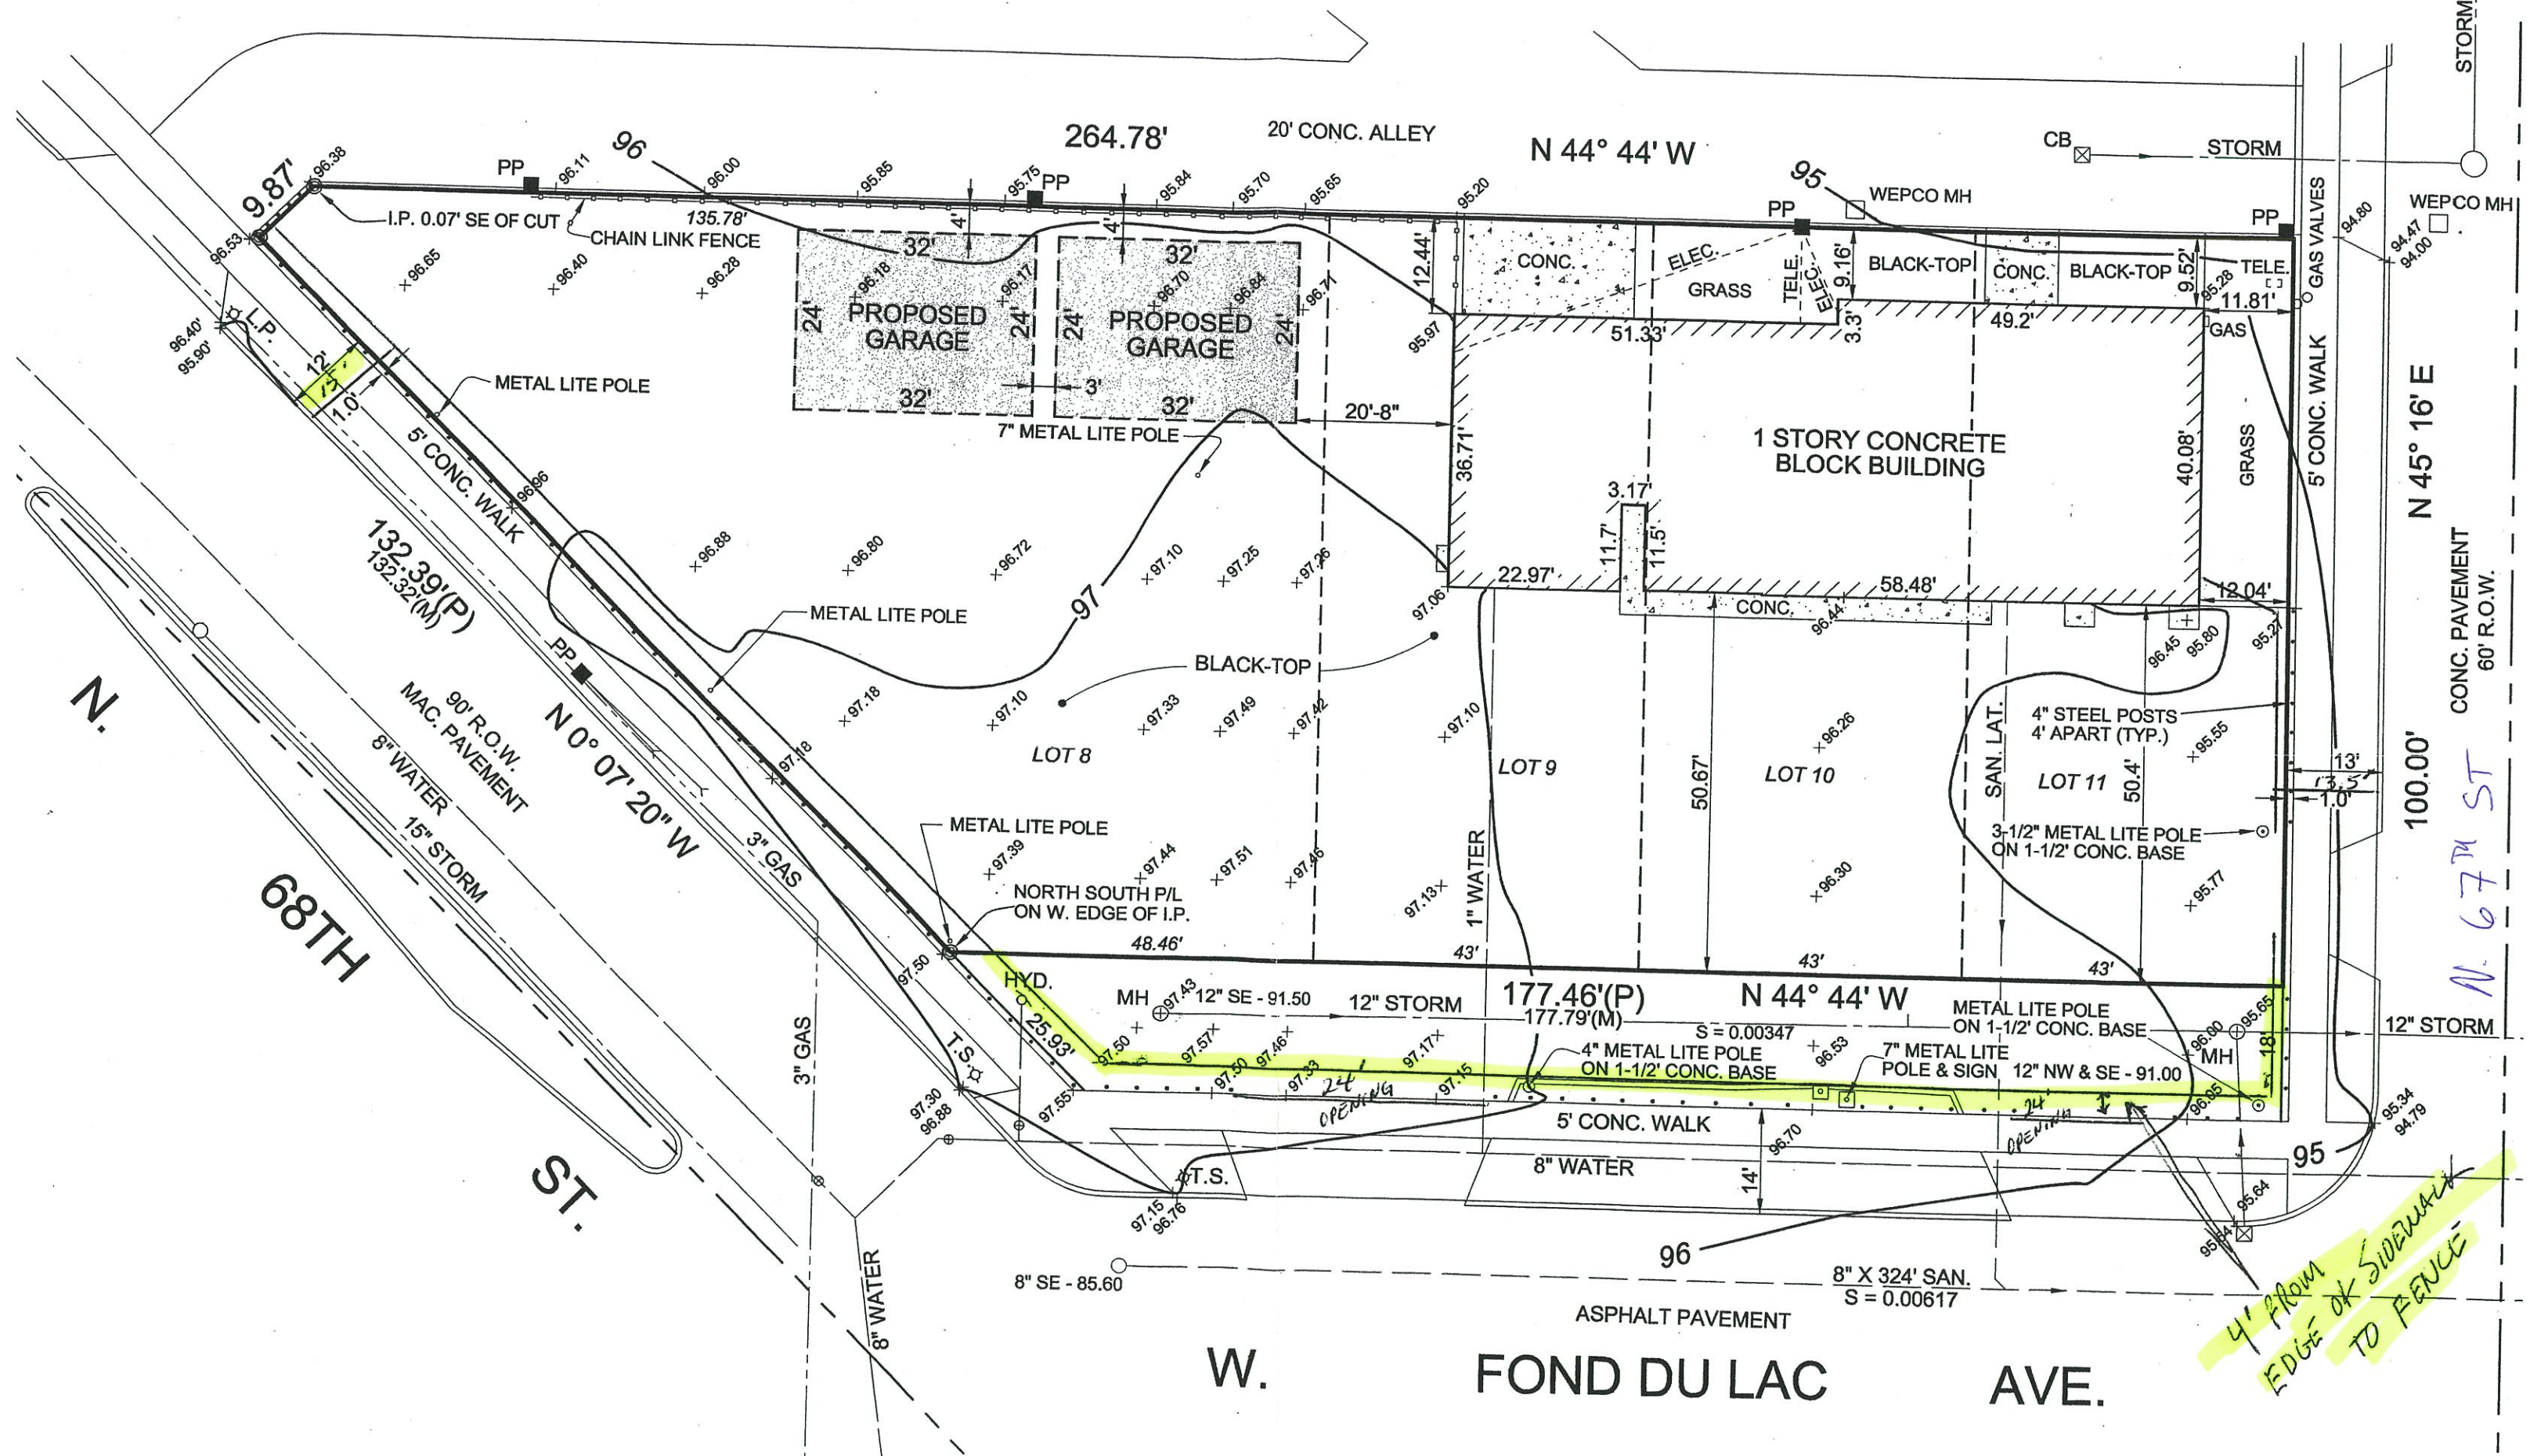 STORM
264.78'
20' CONC. ALLEY
N 44° 44' W
CB
STORM
96
95
9.87'
96.38
PP
96.11
96.00
95.85
95.75
PP
95.84
95.70
95.65
95.20
PP
WEPCO MH
PP
WEPCO MH
GAS VALVES
94.80
94.47
94.00
I.P. 0.07' SE OF CUT
CHAIN LINK FENCE
135.78'
4'
4'
96.53
96.65
96.40
96.28
32'
32'
96.18
96.17
96.70
96.84
96.71
24'
PROPOSED
GARAGE
24'
24'
PROPOSED
GARAGE
24'
32'
3'
32'
20'-8"
12.44'
CONC.
ELEC.
GRASS
TELE.
ELEC.
9.16'
BLACK-TOP
CONC.
BLACK-TOP
9.52'
TELE.
95.28
11.81'
GAS
95.97
51.33'
3.3'
49.2'
L.P.
96.40'
95.90'
12'
1.0'
METAL LITE POLE
5' CONC. WALK
7" METAL LITE POLE
36.71'
1 STORY CONCRETE
BLOCK BUILDING
40.08'
GRASS
5' CONC. WALK
N 45° 16' E
96.96
3.17'
11.7'
11.5'
132.39'(P)
132.32'(M)
96.88
96.80
96.72
97.10
97.25
97.26
97.06
22.97'
58.48'
12.04'
CONC.
96.44
96.45
95.80
95.27
CONC. PAVEMENT
60' R.O.W.
METAL LITE POLE
97
BLACK-TOP
PP
N.
90' R.O.W.
MAC. PAVEMENT
8" WATER
15" STORM
N 0° 07' 20" W
97.18
97.18
97.10
97.33
97.49
97.42
97.10
96.26
4" STEEL POSTS
4' APART (TYP.)
95.55
LOT 8
LOT 9
50.67'
LOT 10
SAN. LAT.
LOT 11
50.4'
13'
13.5'
1.0'
100.00'
N. 67TH ST
METAL LITE POLE
3" GAS
97.39
97.44
97.51
97.46
97.13
1" WATER
96.30
3-1/2" METAL LITE POLE
ON 1-1/2' CONC. BASE
95.77
NORTH SOUTH P/L
ON W. EDGE OF I.P.
68TH
97.50
48.46'
43'
43'
43'
HYD.
25.93'
MH
97.43
12" SE - 91.50
12" STORM
177.46'(P)
177.79'(M)
N 44° 44' W
S = 0.00347
METAL LITE POLE
ON 1-1/2' CONC. BASE
96.00
95.65
MH
18'
12" STORM
97.50
97.57
97.46
97.17
96.53
4" METAL LITE POLE
ON 1-1/2' CONC. BASE
7" METAL LITE
POLE & SIGN
12" NW & SE - 91.00
T.S.
3" GAS
97.30
96.88
97.55
97.50
97.33
97.15
24'
OPENING
24'
OPENING
96.05
95.34
94.79
5' CONC. WALK
96.70
8" WATER
14'
95
ST.
T.S.
97.15
96.76
95.64
96
8" WATER
8" SE - 85.60
8" X 324' SAN.
S = 0.00617
ASPHALT PAVEMENT
4' FROM
EDGE OF SIDEWALK
TO FENCE
W. FOND DU LAC AVE.